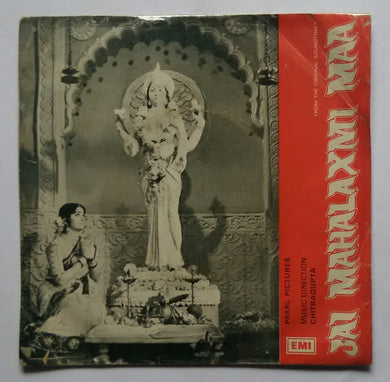 FROM THE ORIGINAL SOUNDTRACK
JAI MAHALAXMI MAA
PEARL PICTURES
MUSIC DIRECTION
CHITRAGUPTA
EMI